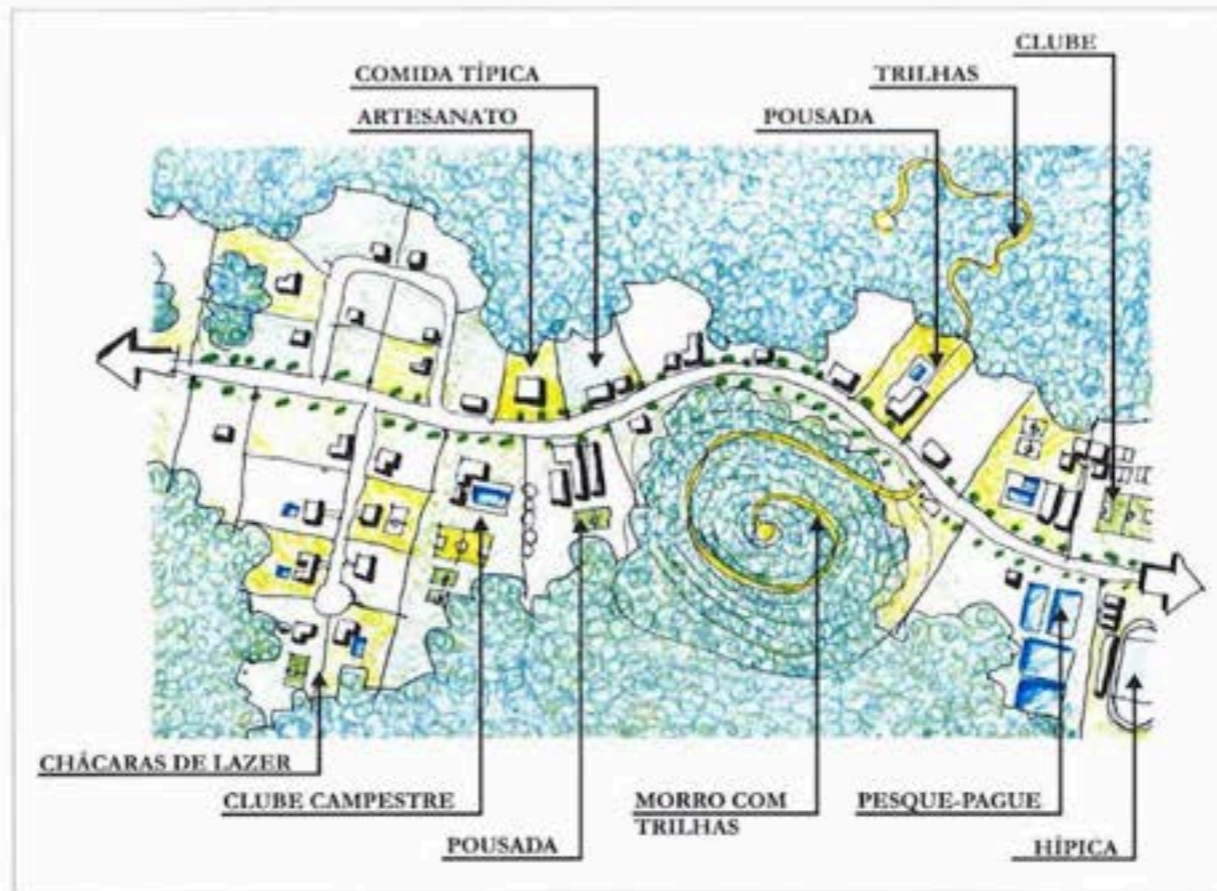 CLUBE
COMIDA TÍPICA
TRILHAS
ARTESANATO
POUSADA
CHÁCARAS DE LAZER
CLUBE CAMPESTRE
MORRO COM
TRILHAS
PESQUE-PAGUE
POUSADA
HÍPICA